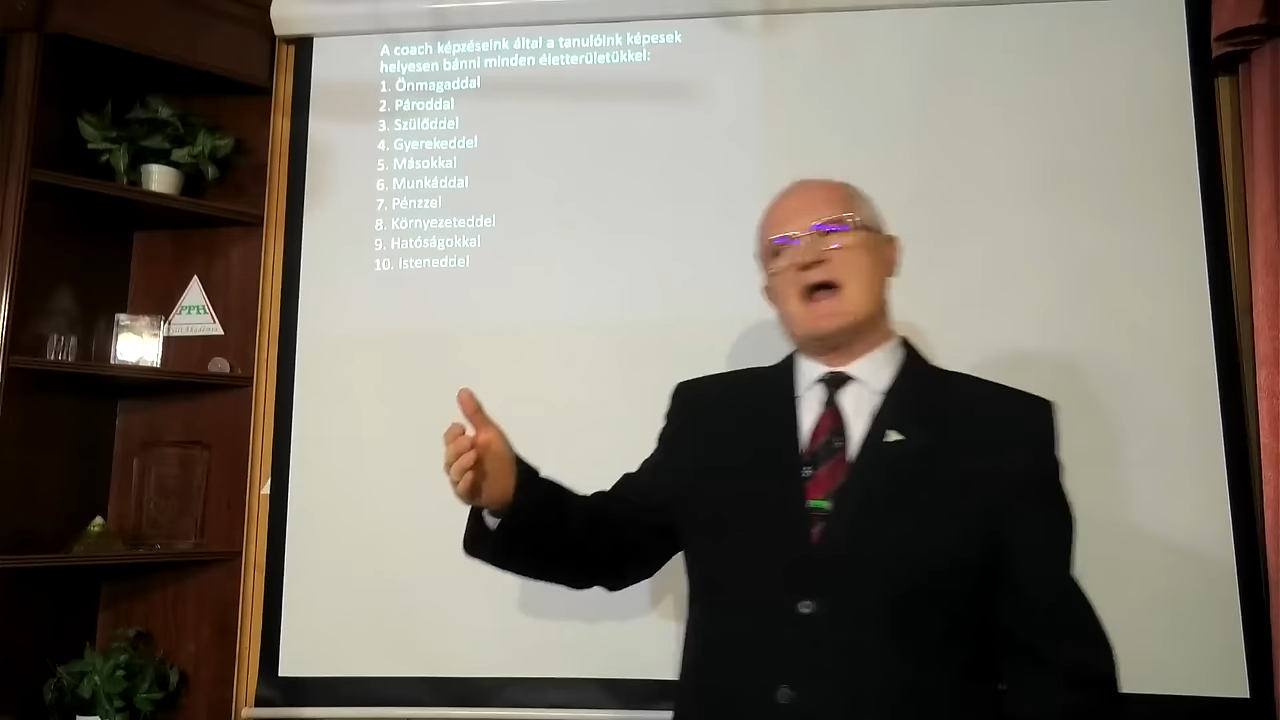 A coach képzéseink által a tanulóink képesek
helyesen bánni minden életterületükkel:
1. Önmagaddal
2. Pároddal
3. Szülőddel
4. Gyerekeddel
5. Másokkal
6. Munkáddal
7. Pénzzel
8. Környezeteddel
9. Hatóságokkal
10. Isteneddel
PPH